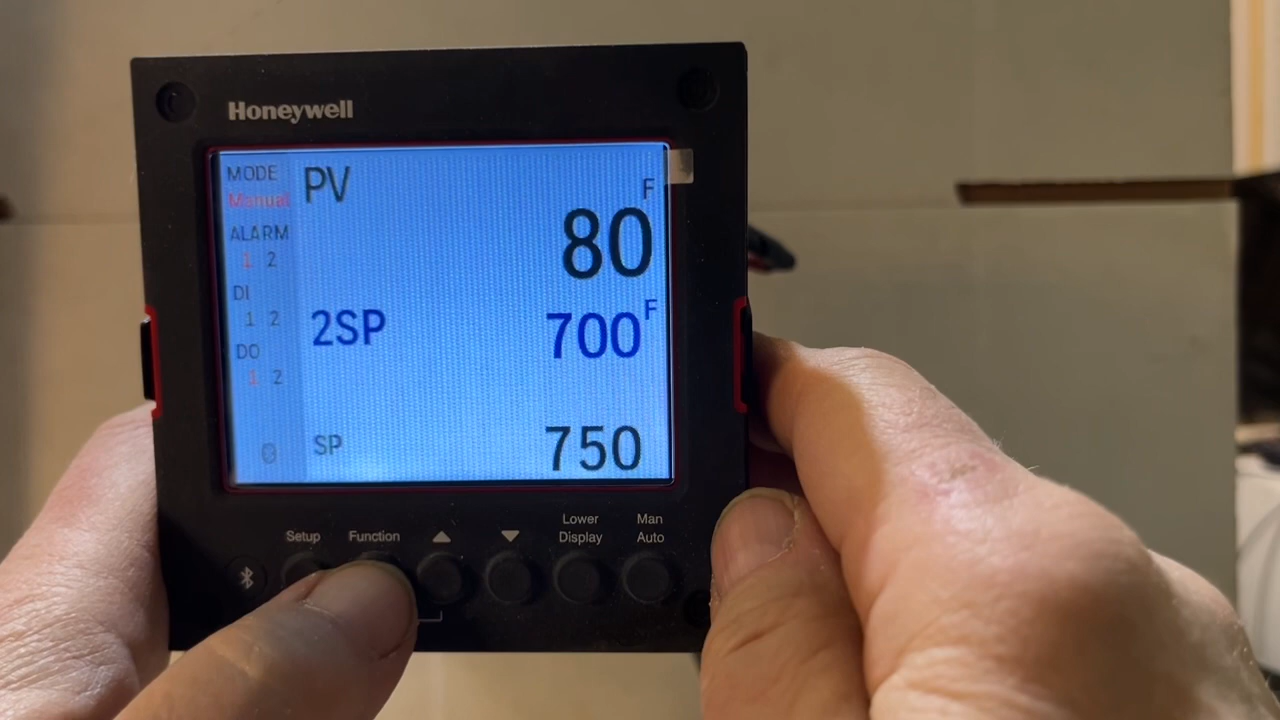 Honeywell
MODE
Manual
PV
F
80
ALARM
1 2
DI
1 2
2SP
700
F
DO
1 2
0
SP
750
Setup
Function
Lower
Display
Man
Auto